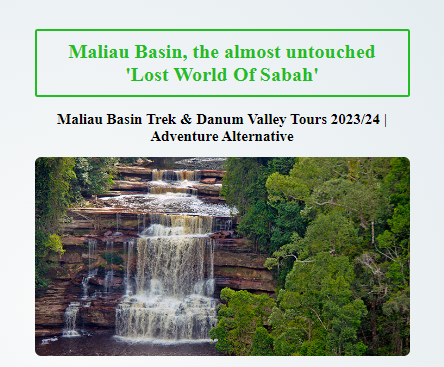 Maliau Basin, the almost untouched
'Lost World Of Sabah'
Maliau Basin Trek & Danum Valley Tours 2023/24 |
Adventure Alternative